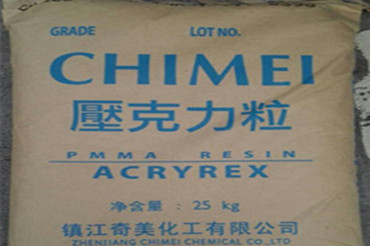 GRADE LOT NO.
CHIMEI
壓克力粒
PMMA RESIN
ACRYREX
净含量：25 kg
镇江奇美化工有限公司
ZHENJIANG CHIMEI CHEMICAL CO., LTD